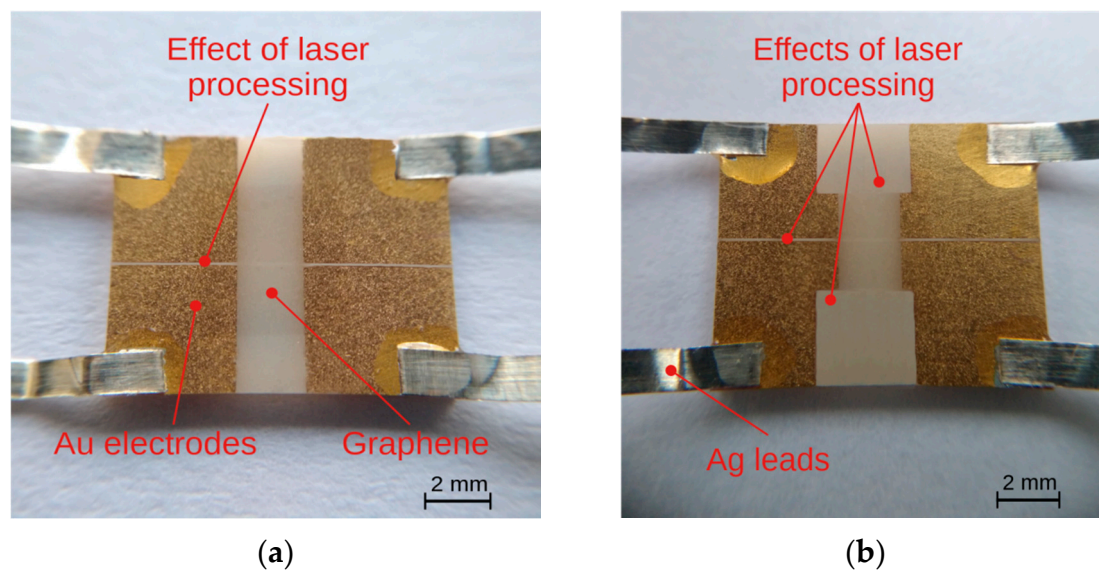 Effect of laser
processing
Au electrodes
Graphene
2 mm
(a)
Effects of laser
processing
Ag leads
2 mm
(b)